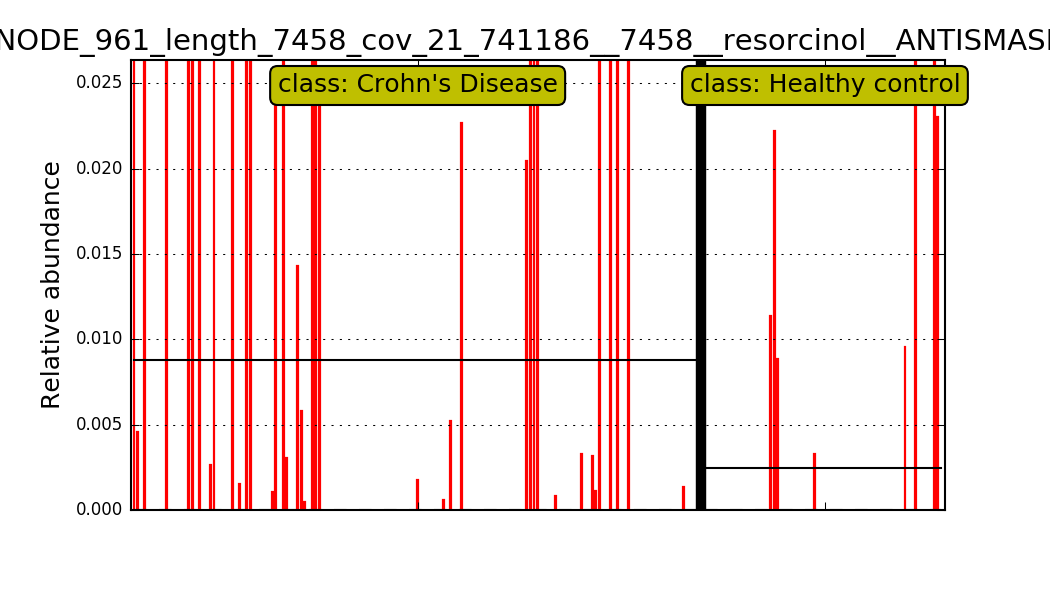 NODE_961_length_7458_cov_21_741186__7458__resorcinol__ANTISMASH
class: Crohn's Disease
class: Healthy control
Relative abundance
0.025
0.020
0.015
0.010
0.005
0.000